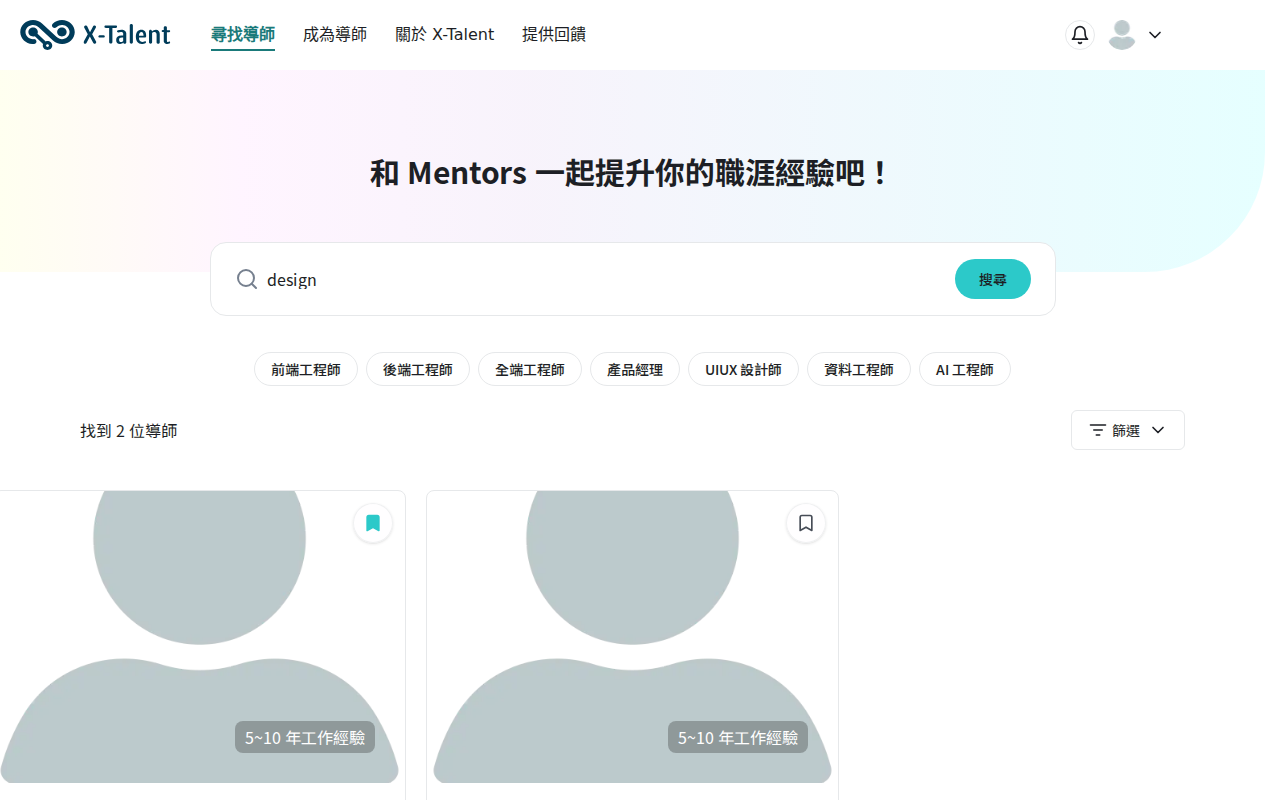 X-Talent
尋找導師
成為導師
關於 X-Talent
提供回饋
和 Mentors 一起提升你的職涯經驗吧！
design
搜尋
前端工程師
後端工程師
全端工程師
產品經理
UIUX 設計師
資料工程師
AI 工程師
找到 2 位導師
篩選
5~10 年工作經驗
5~10 年工作經驗